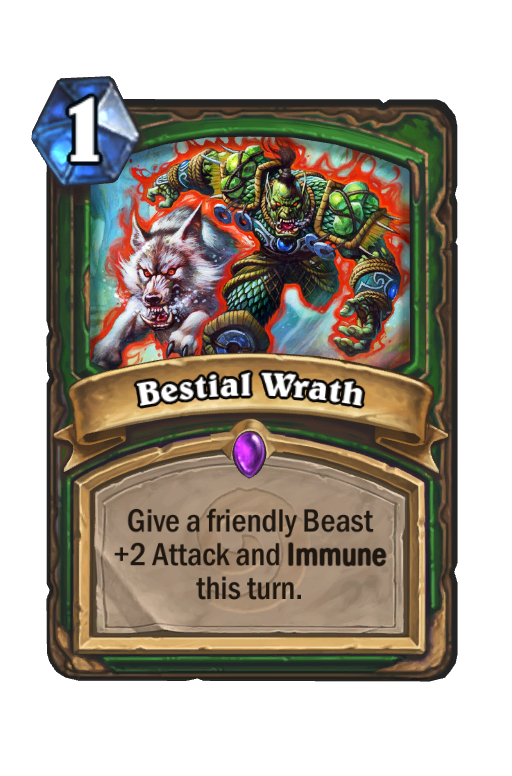 1
Bestial Wrath
Give a friendly Beast
+2 Attack and Immune
this turn.